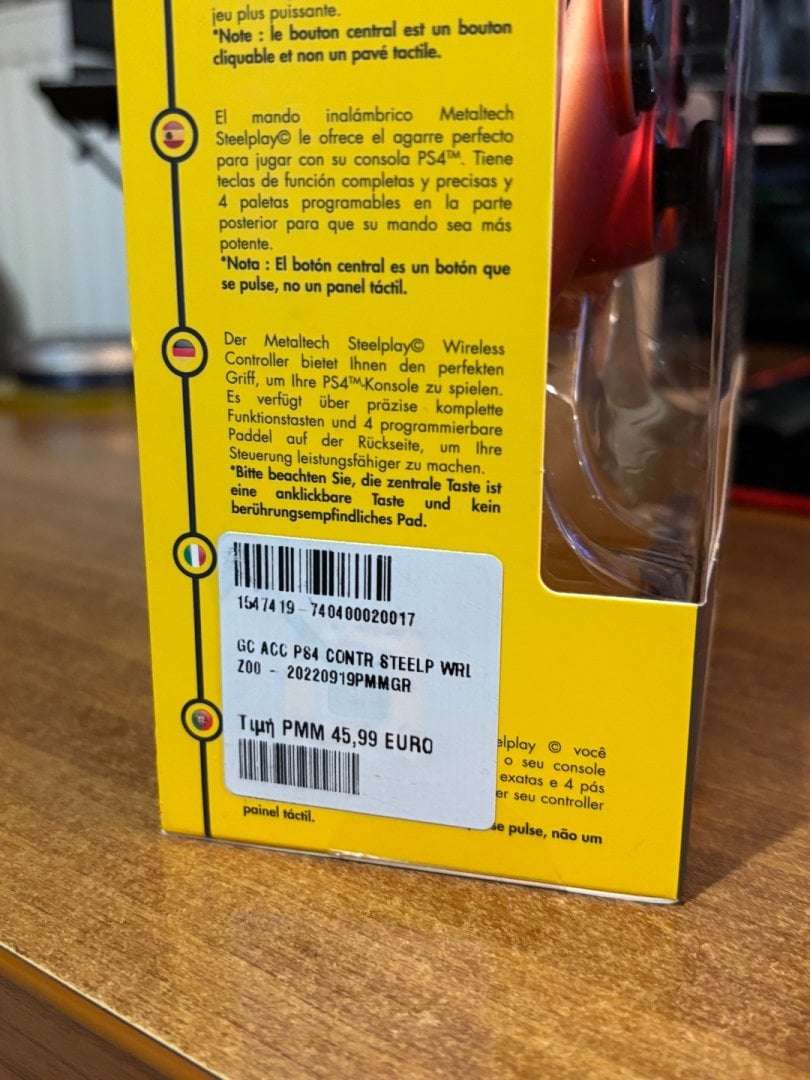 jeu plus puissante.
*Note : le bouton central est un bouton
cliquable et non un pavé tactile.
El mando inalámbrico Metaltech
Steelplay© le ofrece el agarre perfecto
para jugar con su consola PS4™. Tiene
teclas de función completas y precisas y
4 paletas programables en la parte
posterior para que su mando sea más
potente.
*Nota : El botón central es un botón que
se pulse, no un panel táctil.
Der Metaltech Steelplay© Wireless
Controller bietet Ihnen den perfekten
Griff, um Ihre PS4™-Konsole zu spielen.
Es verfügt über präzise komplette
Funktionstasten und 4 programmierbare
Paddel auf der Rückseite, um Ihre
Steuerung leistungsfähiger zu machen.
*Bitte beachten Sie, die zentrale Taste ist
eine anklickbare Taste und kein
berührungsempfindliches Pad.
1547419-740400020017
GC ACC PS4 CONTR STEELP WRL
Z00 - 20220919PMMGR
Τιμή PMM 45,99 EURO
elplay © você
o seu console
exatas e 4 pás
er seu controller
se pulse, não um
painel táctil.